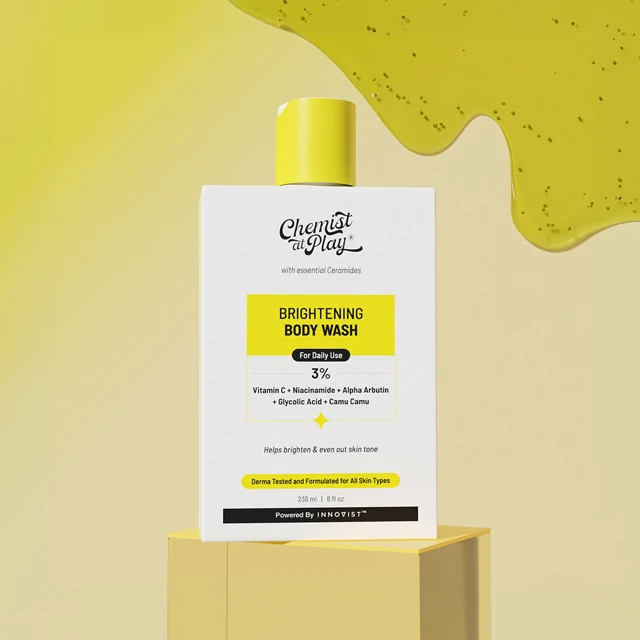 Chemist
at Play®
with essential Ceramides
BRIGHTENING
BODY WASH
For Daily Use
3%
Vitamin C + Niacinamide + Alpha Arbutin
+ Glycolic Acid + Camu Camu
Helps brighten & even out skin tone
Derma Tested and Formulated for All Skin Types
236 ml | 8 fl oz
Powered By INNOVIST™